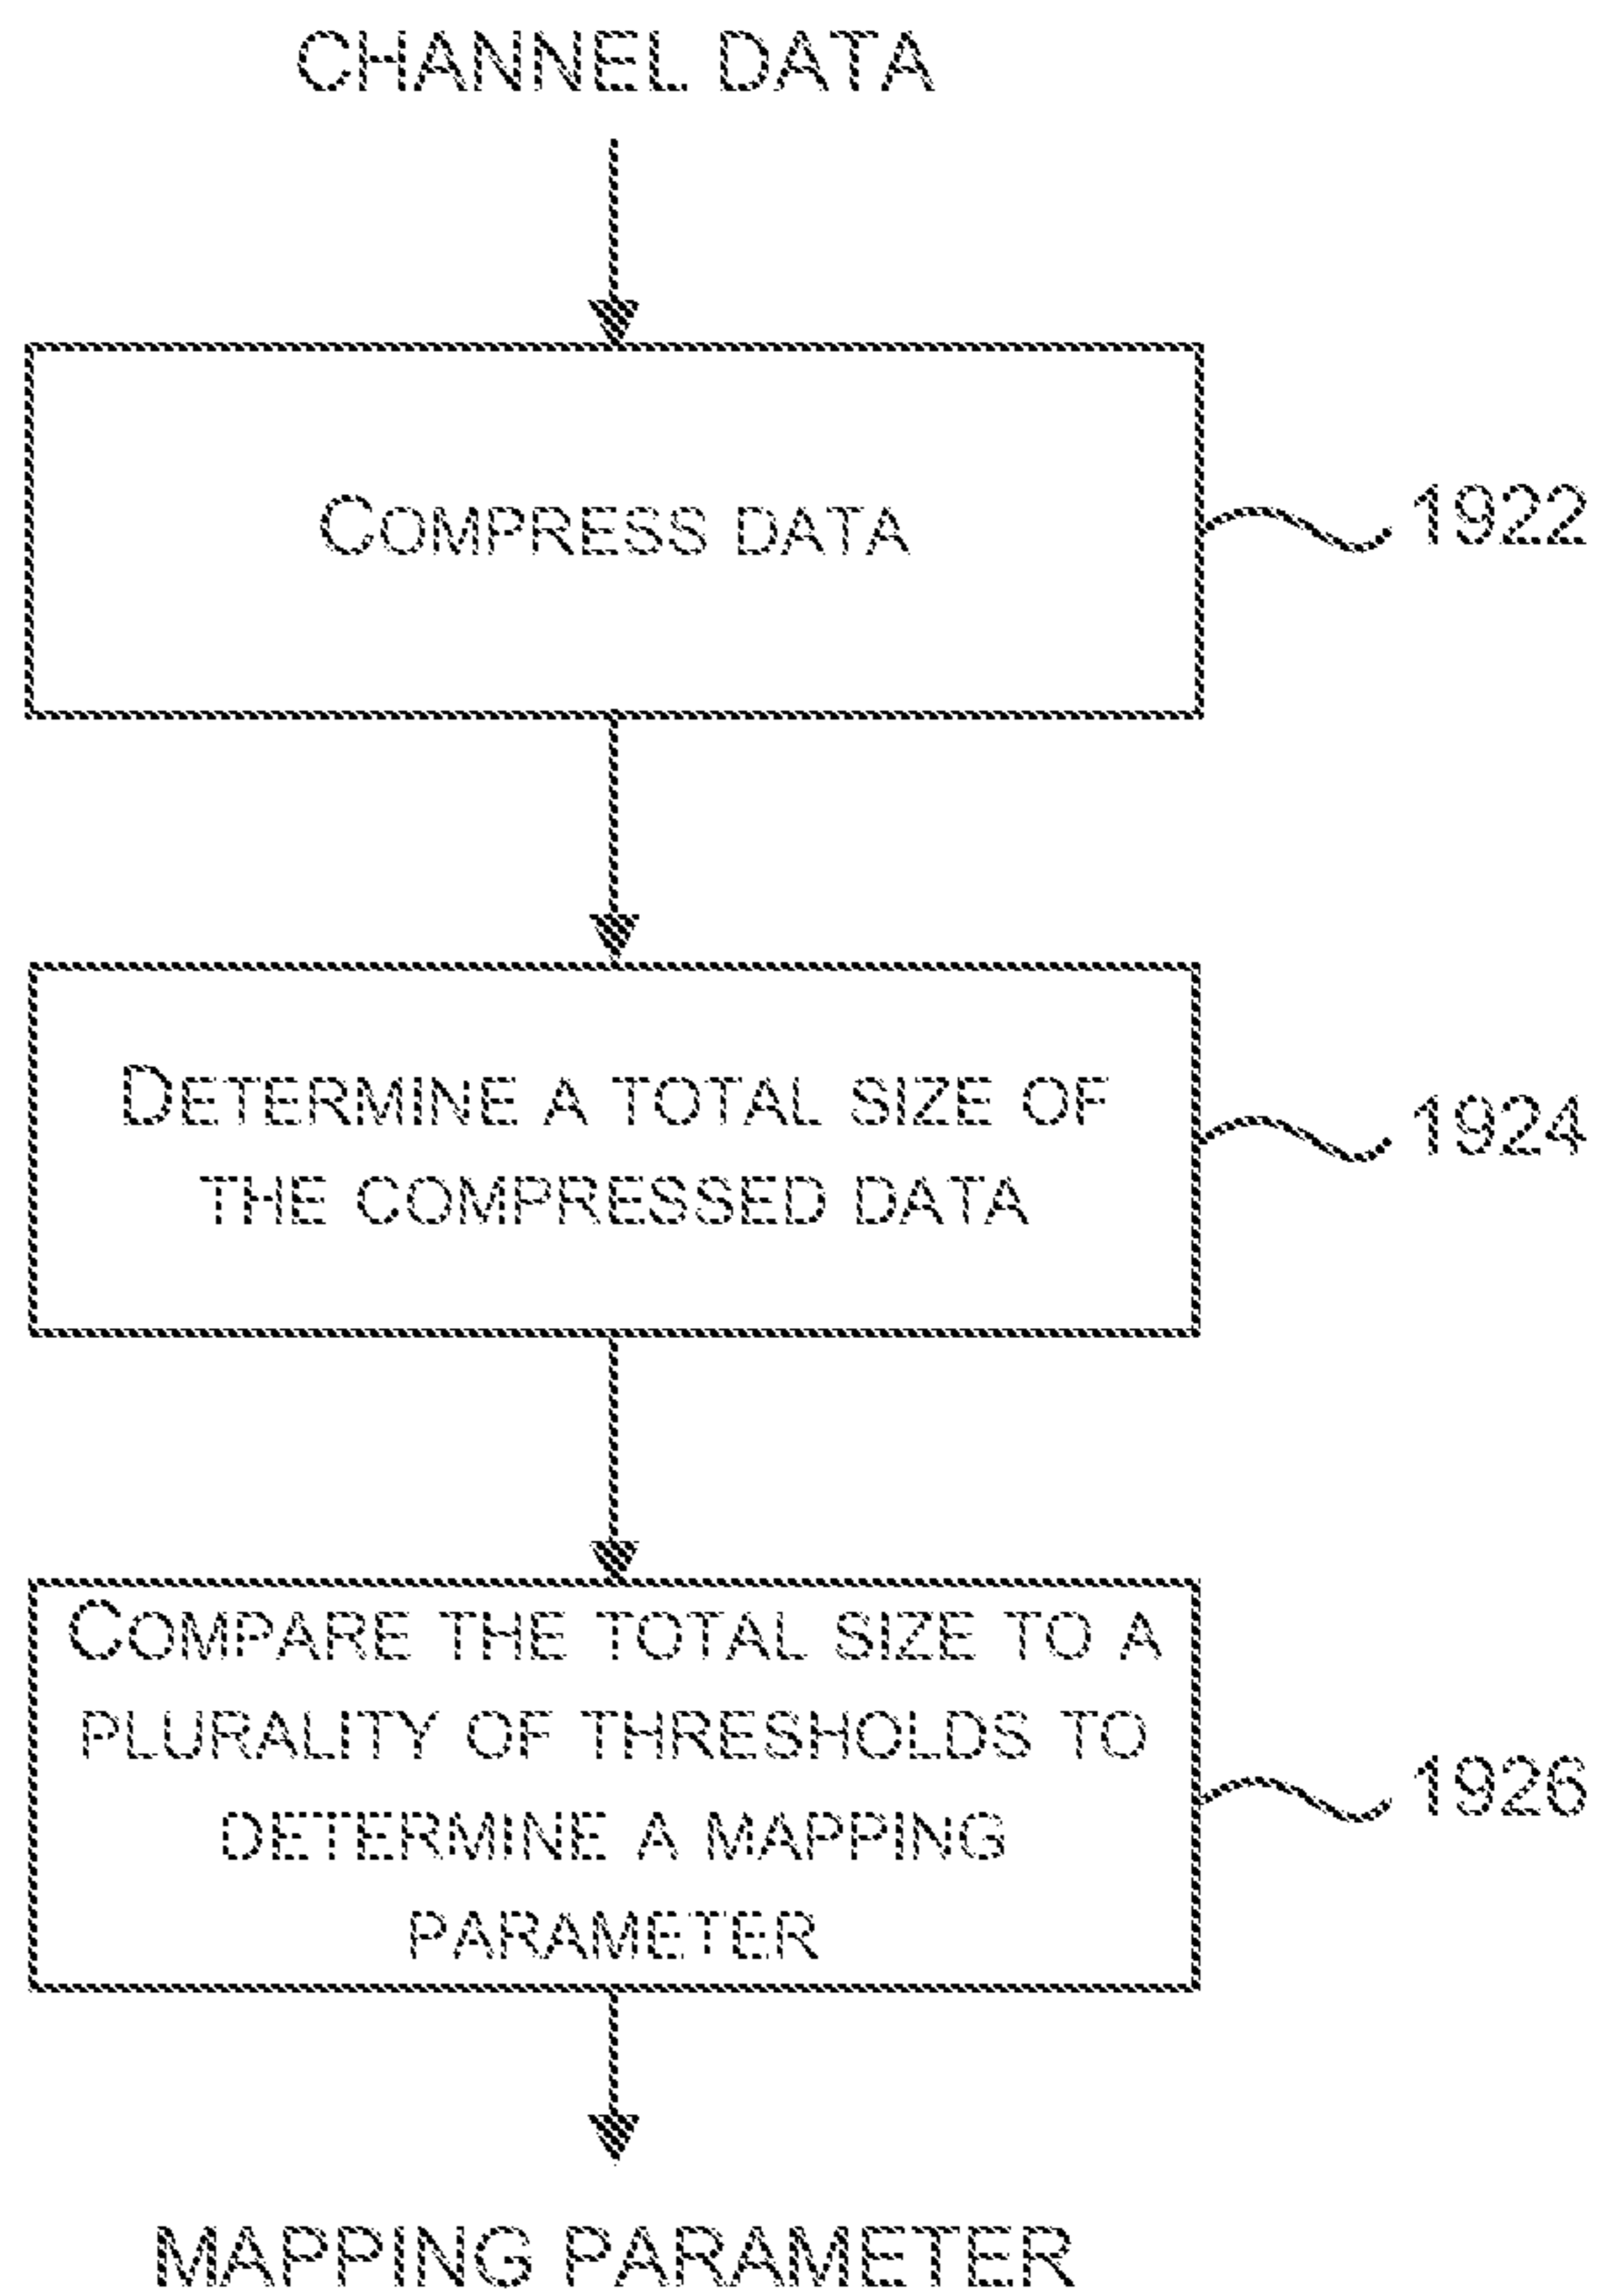 CHANNEL DATA
COMPRESS DATA
1922
DETERMINE A TOTAL SIZE OF
THE COMPRESSED DATA
1924
COMPARE THE TOTAL SIZE TO A
PLURALITY OF THRESHOLDS TO
DETERMINE A MAPPING
PARAMETER
1926
MAPPING PARAMETER